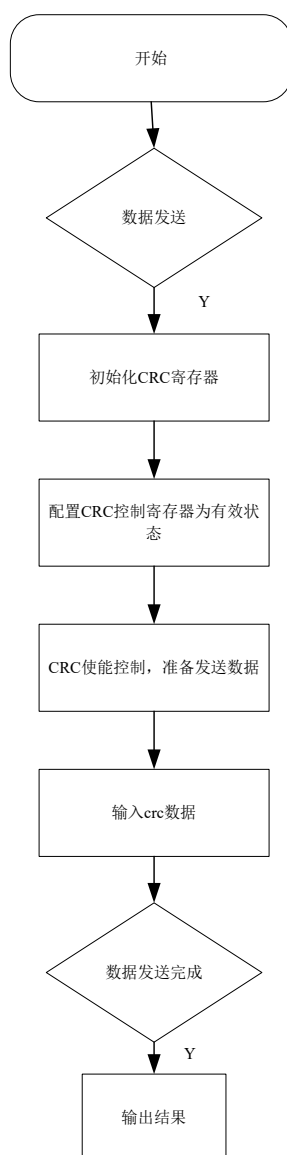 开始
数据发送
Y
初始化CRC寄存器
配置CRC控制寄存器为有效状
态
CRC使能控制，准备发送数据
输入crc数据
数据发送完成
Y
输出结果